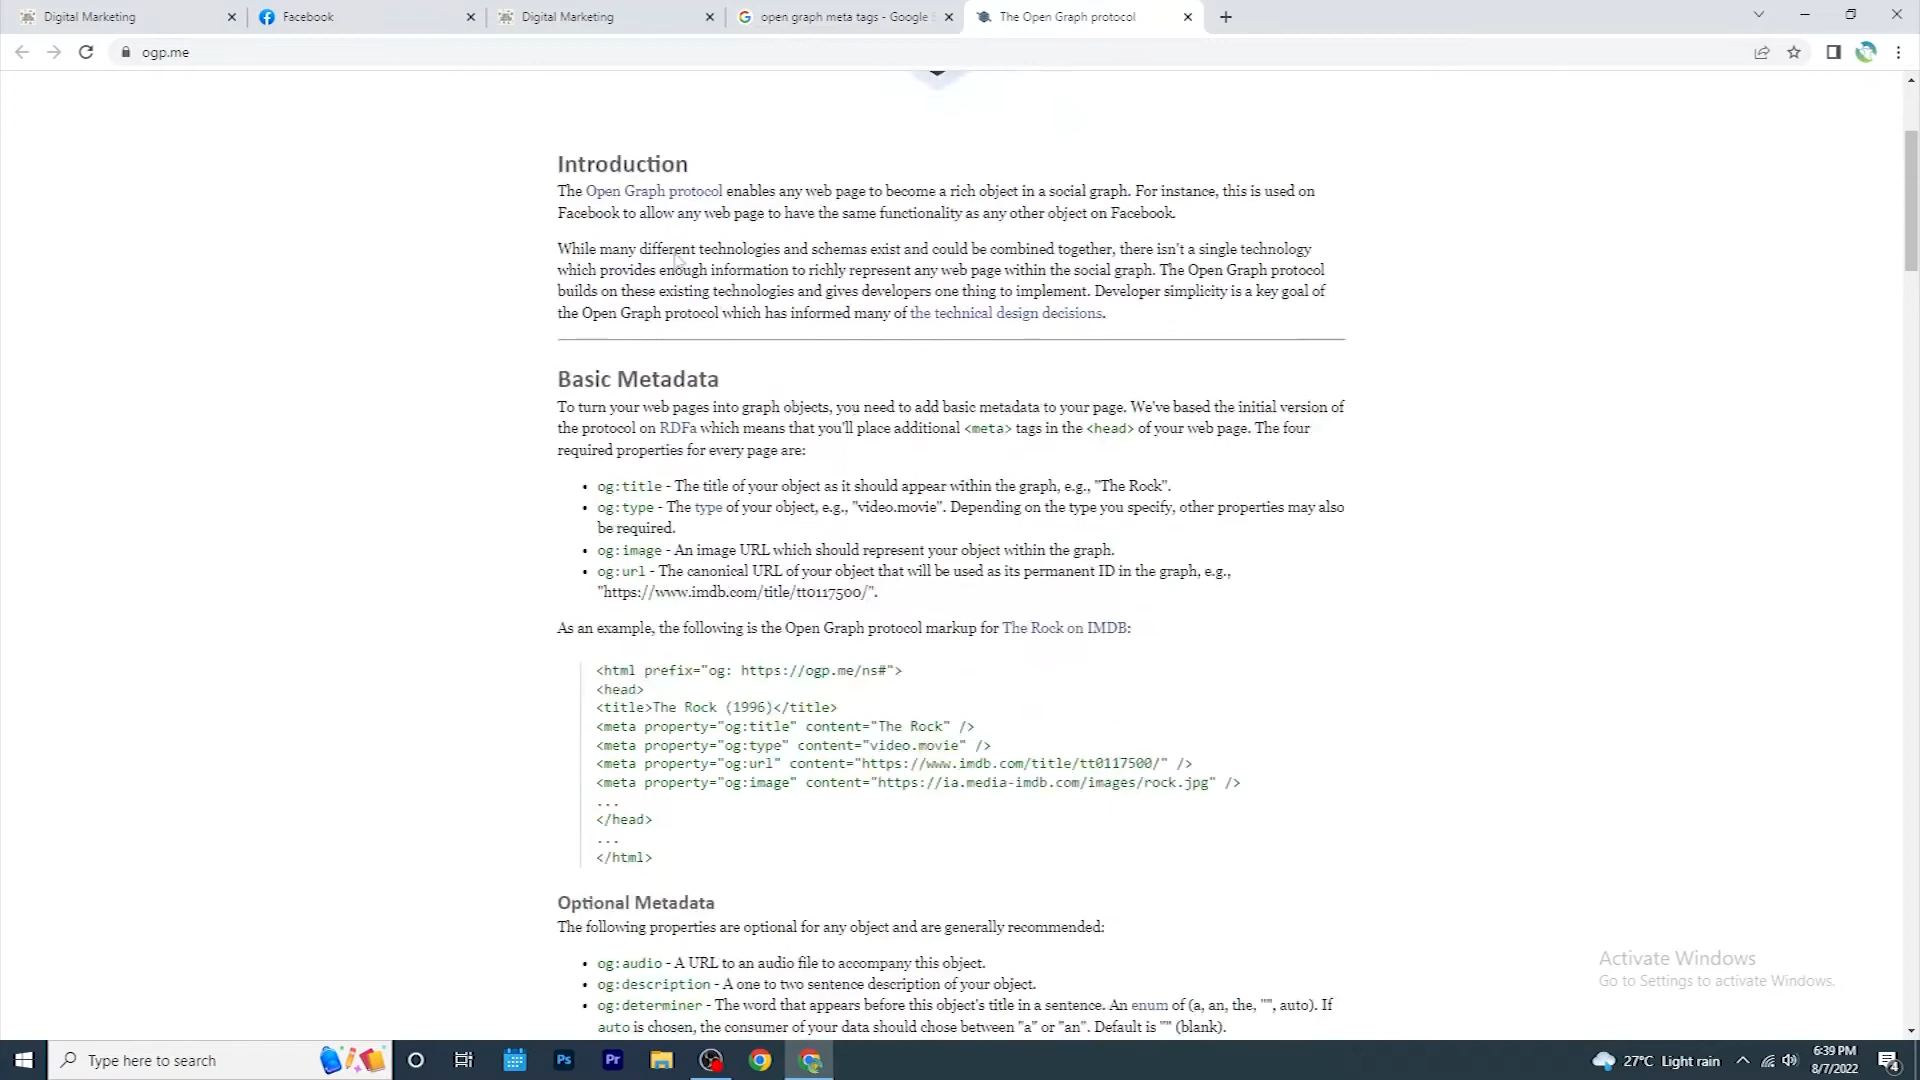 Digital Marketing
Facebook
Digital Marketing
open graph meta tags - Google
The Open Graph protocol
ogp.me
Introduction
The Open Graph protocol enables any web page to become a rich object in a social graph. For instance, this is used on
Facebook to allow any web page to have the same functionality as any other object on Facebook.
While many different technologies and schemas exist and could be combined together, there isn't a single technology
which provides enough information to richly represent any web page within the social graph. The Open Graph protocol
builds on these existing technologies and gives developers one thing to implement. Developer simplicity is a key goal of
the Open Graph protocol which has informed many of the technical design decisions.
Basic Metadata
To turn your web pages into graph objects, you need to add basic metadata to your page. We've based the initial version of
the protocol on RDFa which means that you'll place additional <meta> tags in the <head> of your web page. The four
required properties for every page are:
• og:title - The title of your object as it should appear within the graph, e.g., "The Rock".
• og:type - The type of your object, e.g., "video.movie". Depending on the type you specify, other properties may also
be required.
• og:image - An image URL which should represent your object within the graph.
• og:url - The canonical URL of your object that will be used as its permanent ID in the graph, e.g.,
"https://www.imdb.com/title/tt0117500/".
As an example, the following is the Open Graph protocol markup for The Rock on IMDB:
<html prefix="og: https://ogp.me/ns#">
<head>
<title>The Rock (1996)</title>
<meta property="og:title" content="The Rock" />
<meta property="og:type" content="video.movie" />
<meta property="og:url" content="https://www.imdb.com/title/tt0117500/" />
<meta property="og:image" content="https://ia.media-imdb.com/images/rock.jpg" />
...
</head>
...
</html>
Optional Metadata
The following properties are optional for any object and are generally recommended:
• og:audio - A URL to an audio file to accompany this object.
• og:description - A one to two sentence description of your object.
• og:determiner - The word that appears before this object's title in a sentence. An enum of (a, an, the, "", auto). If
auto is chosen, the consumer of your data should chose between "a" or "an". Default is "" (blank).
Activate Windows
Go to Settings to activate Windows.
Type here to search
Ps
Pr
27°C Light rain
6:39 PM
8/7/2022
4